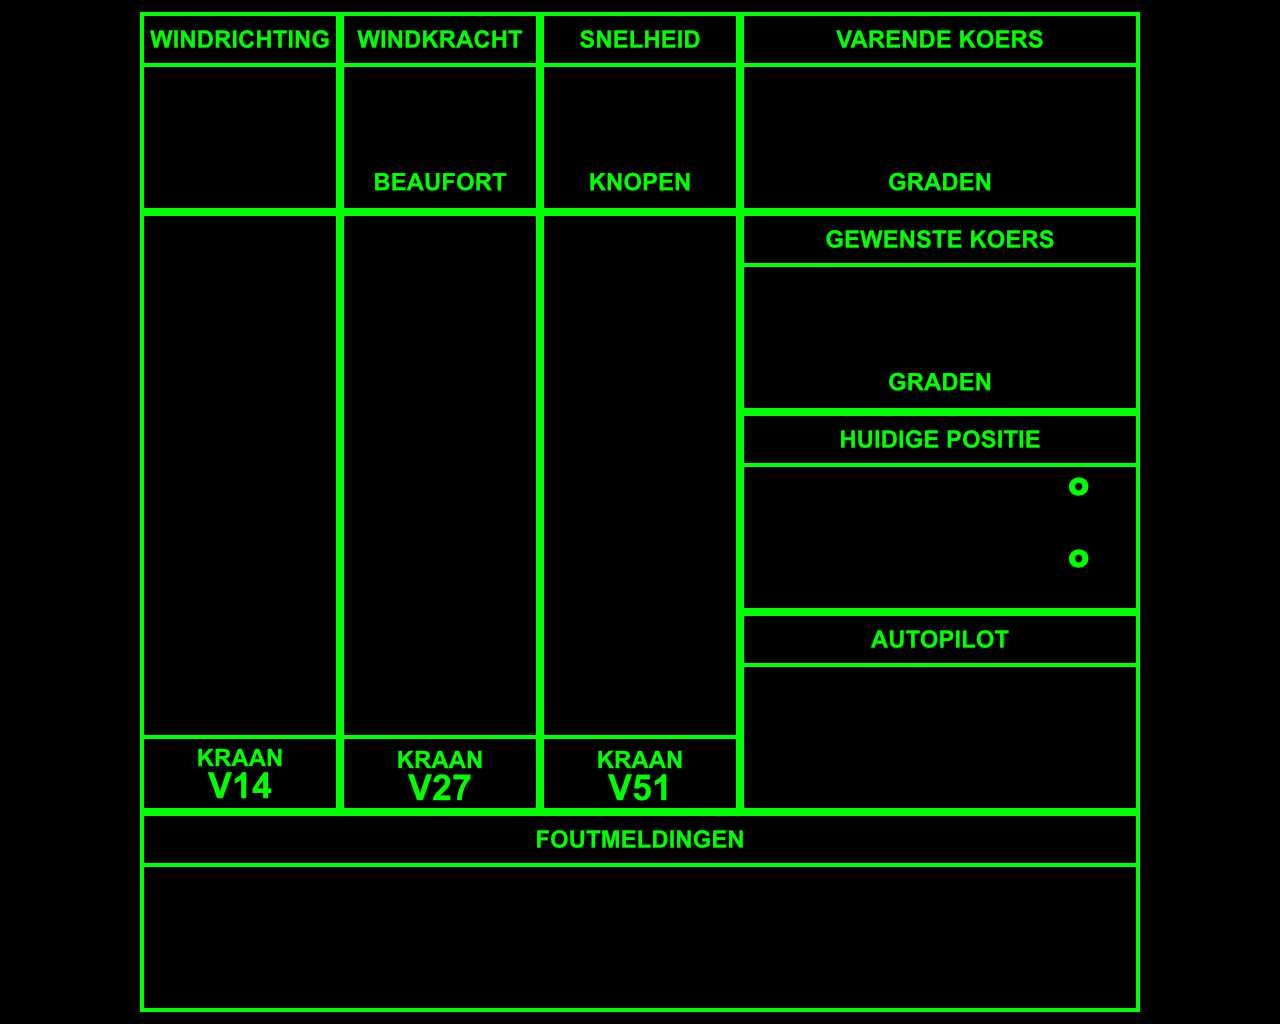 WINDRICHTING
WINDKRACHT
SNELHEID
VARENDE KOERS
BEAUFORT
KNOPEN
GRADEN
GEWENSTE KOERS
GRADEN
HUIDIGE POSITIE
AUTOPILOT
KRAAN
V14
KRAAN
V27
KRAAN
V51
FOUTMELDINGEN